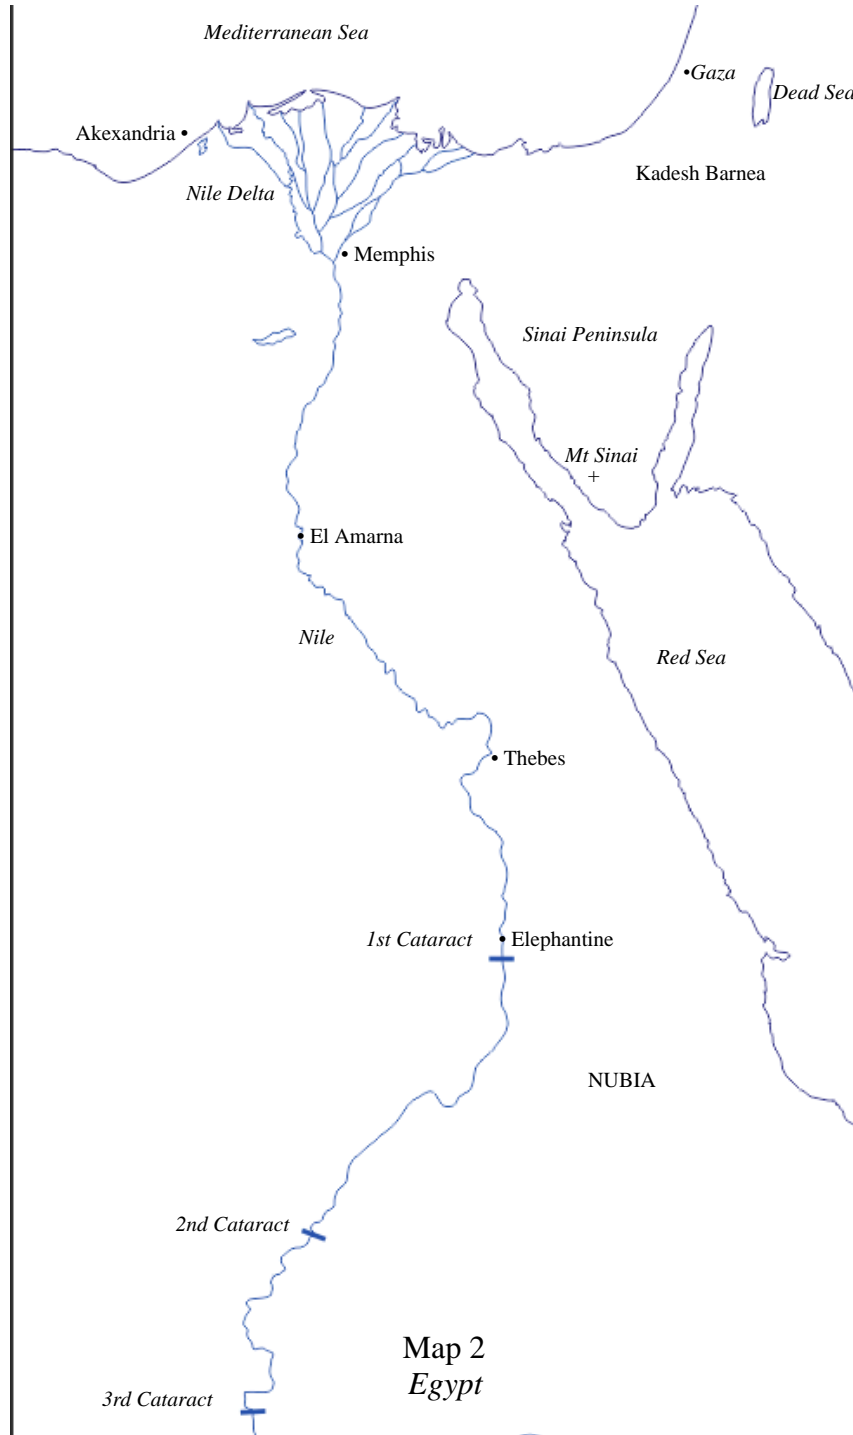 Mediterranean Sea
•Gaza
Dead Sea
Akexandria •
Kadesh Barnea
Nile Delta
• Memphis
Sinai Peninsula
Mt Sinai
+
• El Amarna
Nile
Red Sea
• Thebes
1st Cataract
• Elephantine
NUBIA
2nd Cataract
Map 2
Egypt
3rd Cataract